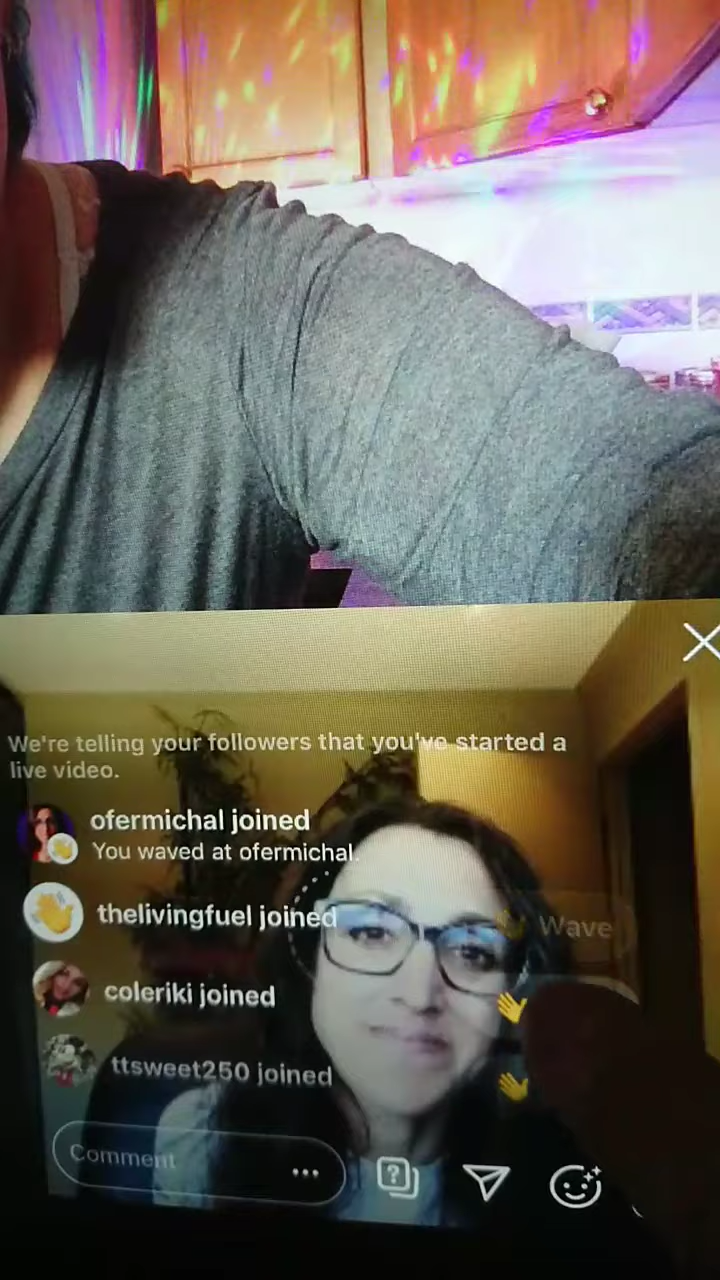 We're telling your followers that you've started a
live video.
ofermichal joined
You waved at ofermichal.
thelivingfuel joined
Wave
coleriki joined
ttsweet250 joined
Comment